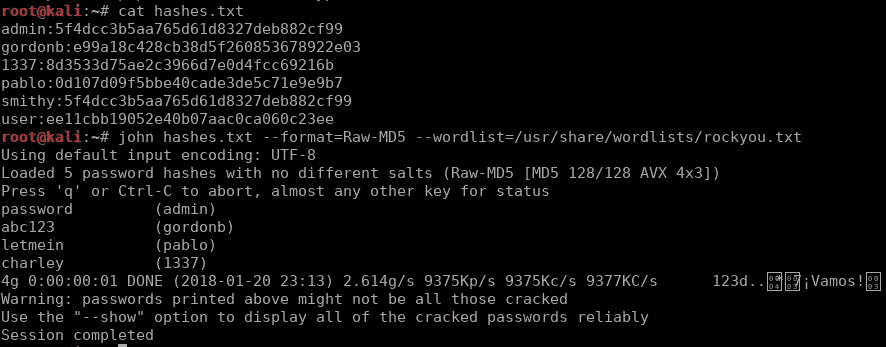 root@kali:~# cat hashes.txt
admin:5f4dcc3b5aa765d61d8327deb882cf99
gordonb:e99a18c428cb38d5f260853678922e03
1337:8d3533d75ae2c3966d7e0d4fcc69216b
pablo:0d107d09f5bbe40cade3de5c71e9e9b7
smithy:5f4dcc3b5aa765d61d8327deb882cf99
user:ee11cbb19052e40b07aac0ca060c23ee
root@kali:~# john hashes.txt --format=Raw-MD5 --wordlist=/usr/share/wordlists/rockyou.txt
Using default input encoding: UTF-8
Loaded 5 password hashes with no different salts (Raw-MD5 [MD5 128/128 AVX 4x3])
Press 'q' or Ctrl-C to abort, almost any other key for status
password         (admin)
abc123           (gordonb)
letmein          (pablo)
charley          (1337)
4g 0:00:00:01 DONE (2018-01-20 23:13) 2.614g/s 9375Kp/s 9375Kc/s 9377KC/s      123d..¡Vamos!
Warning: passwords printed above might not be all those cracked
Use the "--show" option to display all of the cracked passwords reliably
Session completed